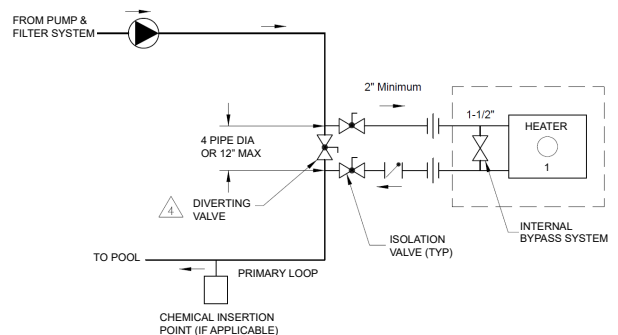 FROM PUMP &
FILTER SYSTEM
2" Minimum
1-1/2"
HEATER
1
4 PIPE DIA
OR 12" MAX
4
DIVERTING
VALVE
ISOLATION
VALVE (TYP)
INTERNAL
BYPASS SYSTEM
TO POOL
PRIMARY LOOP
CHEMICAL INSERTION
POINT (IF APPLICABLE)